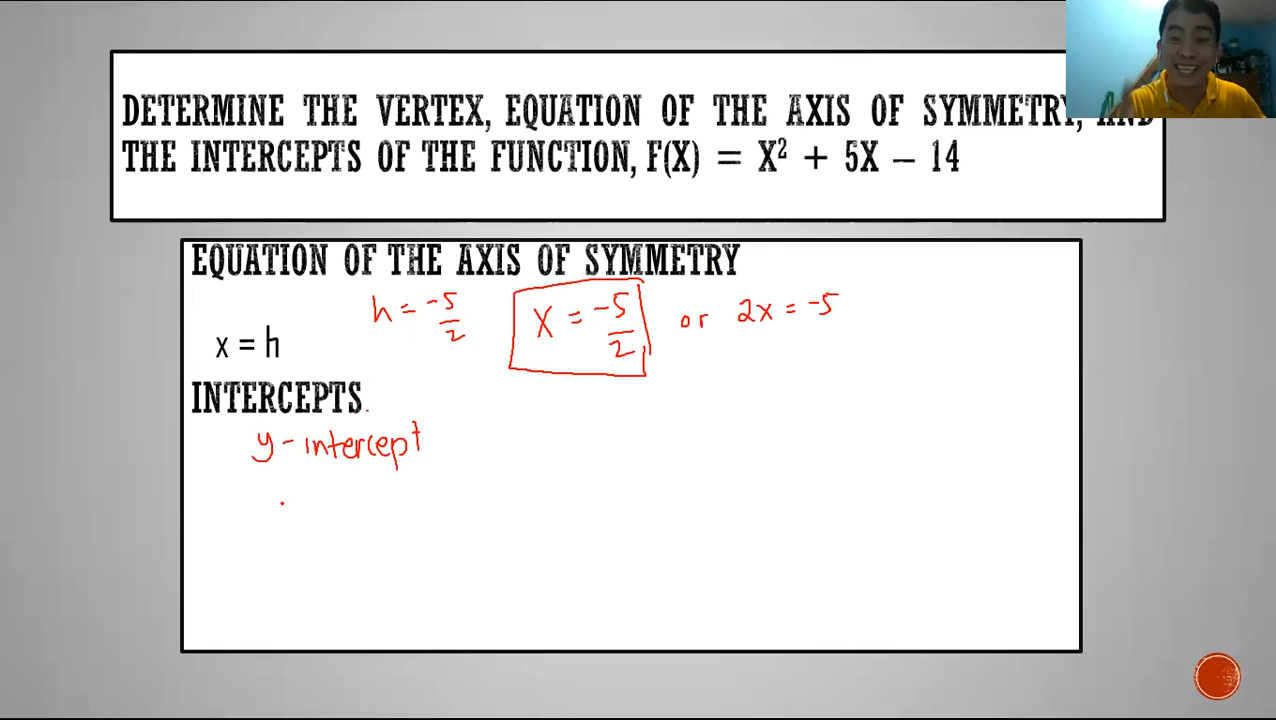 DETERMINE THE VERTEX, EQUATION OF THE AXIS OF SYMMETRY, AND
THE INTERCEPTS OF THE FUNCTION, F(X) = X² + 5X – 14
EQUATION OF THE AXIS OF SYMMETRY
h = -5/2 X = -5/2 or 2x = -5
x = h
INTERCEPTS
y - intercept